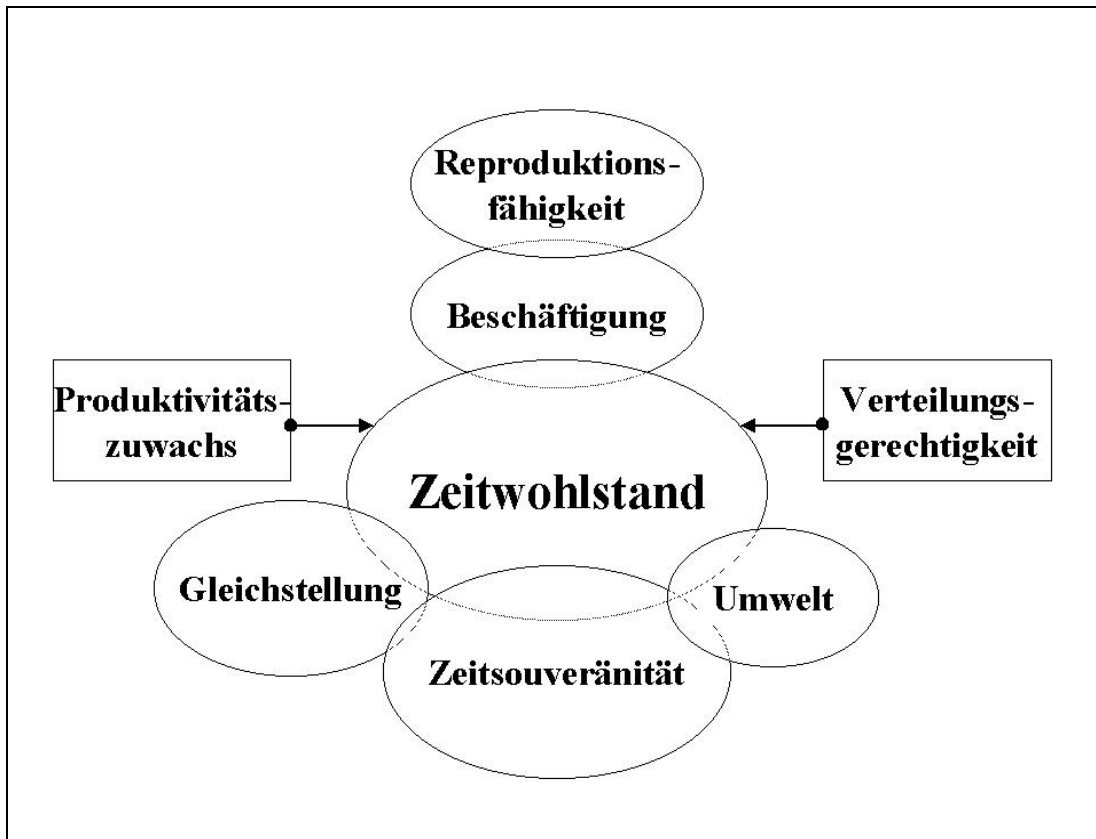 Reproduktions-
fähigkeit
Beschäftigung
Produktivitäts-
zuwachs
Verteilungs-
gerechtigkeit
Zeitwohlstand
Gleichstellung
Umwelt
Zeitsouveränität